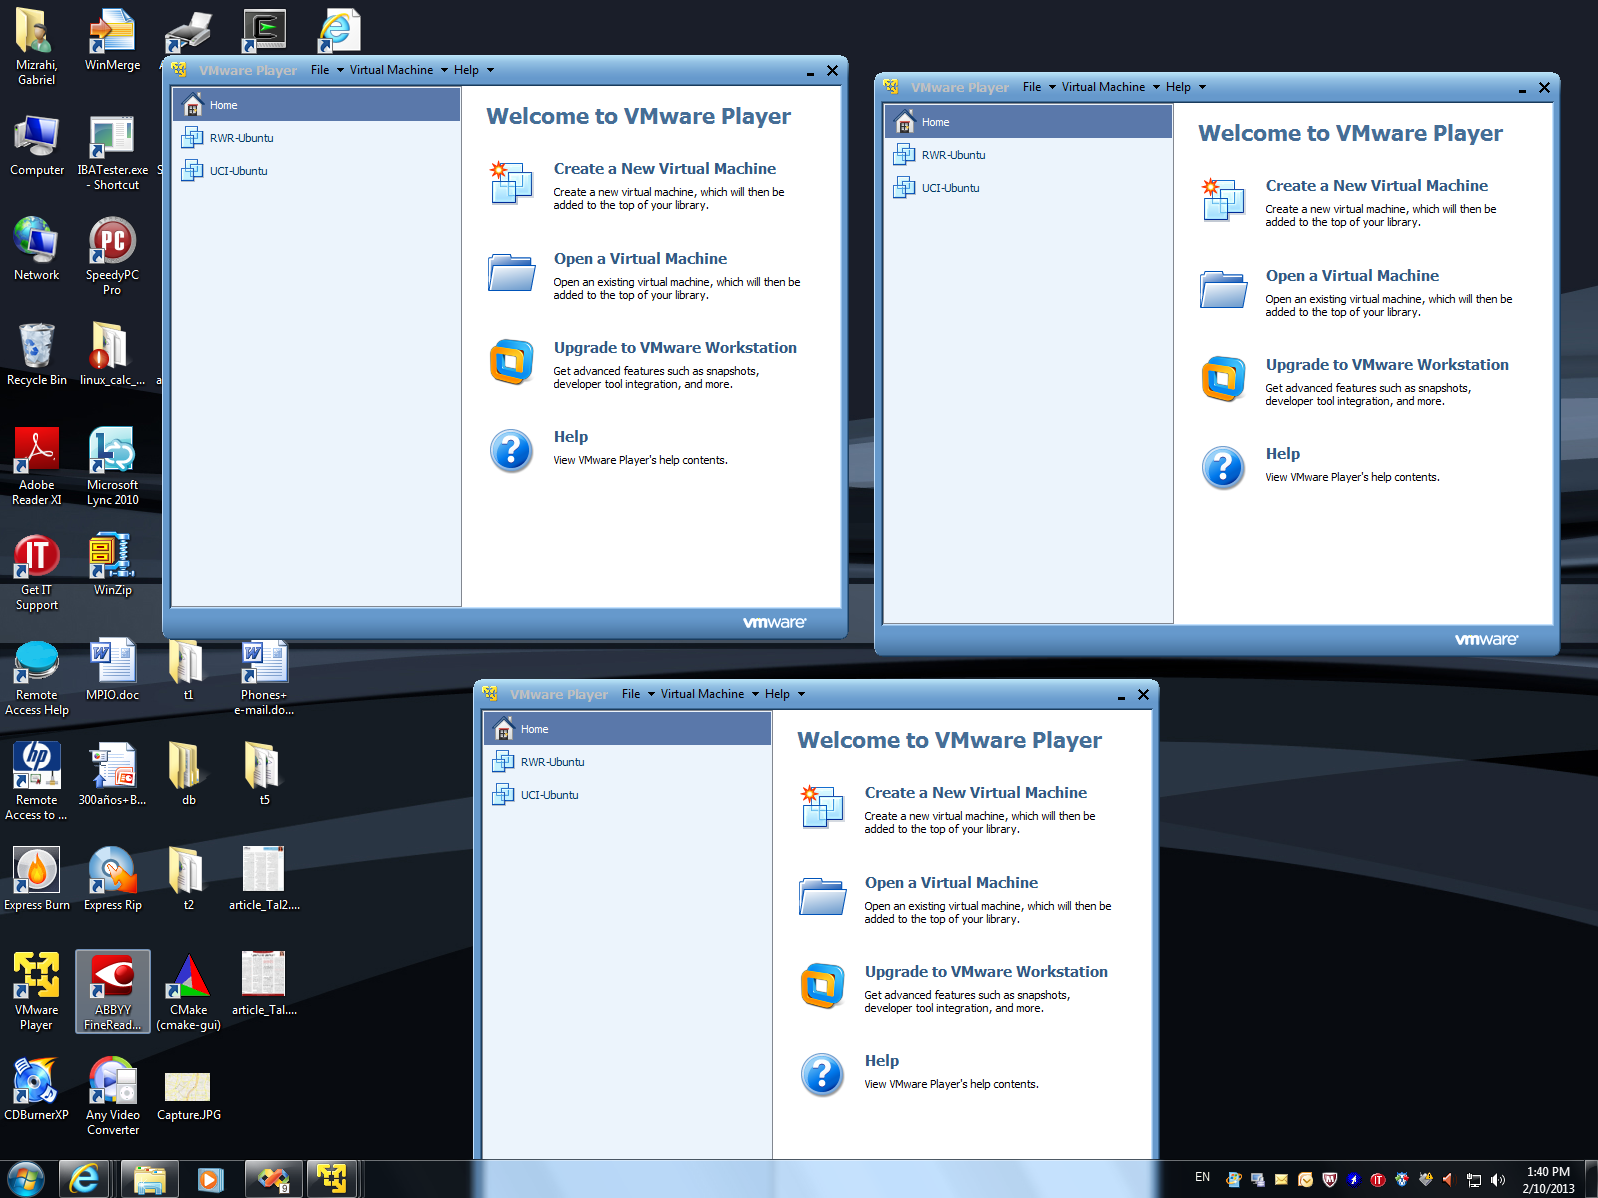 Mizrahi,
Gabriel
WinMerge
Computer
IBATester.exe
- Shortcut
Network
SpeedyPC
Pro
Recycle Bin
linux_calc_...
Adobe
Reader XI
Microsoft
Lync 2010
Get IT
Support
WinZip
Remote
Access Help
MPIO.doc
t1
Phones+
e-mail.do...
Remote
Access to ...
300años+B...
db
t5
Express Burn
Express Rip
t2
article_Tal2....
VMware
Player
ABBYY
FineRead...
CMake
(cmake-gui)
article_Tal....
CDBurnerXP
Any Video
Converter
Capture.JPG
VMware Player File Virtual Machine Help
Home
RWR-Ubuntu
UCI-Ubuntu
Welcome to VMware Player
Create a New Virtual Machine
Create a new virtual machine, which will then be
added to the top of your library.
Open a Virtual Machine
Open an existing virtual machine, which will then be
added to the top of your library.
Upgrade to VMware Workstation
Get advanced features such as snapshots,
developer tool integration, and more.
Help
View VMware Player's help contents.
vmware
VMware Player File Virtual Machine Help
Home
RWR-Ubuntu
UCI-Ubuntu
Welcome to VMware Player
Create a New Virtual Machine
Create a new virtual machine, which will then be
added to the top of your library.
Open a Virtual Machine
Open an existing virtual machine, which will then be
added to the top of your library.
Upgrade to VMware Workstation
Get advanced features such as snapshots,
developer tool integration, and more.
Help
View VMware Player's help contents.
vmware
VMware Player File Virtual Machine Help
Home
RWR-Ubuntu
UCI-Ubuntu
Welcome to VMware Player
Create a New Virtual Machine
Create a new virtual machine, which will then be
added to the top of your library.
Open a Virtual Machine
Open an existing virtual machine, which will then be
added to the top of your library.
Upgrade to VMware Workstation
Get advanced features such as snapshots,
developer tool integration, and more.
Help
View VMware Player's help contents.
9
EN
1:40 PM
2/10/2013